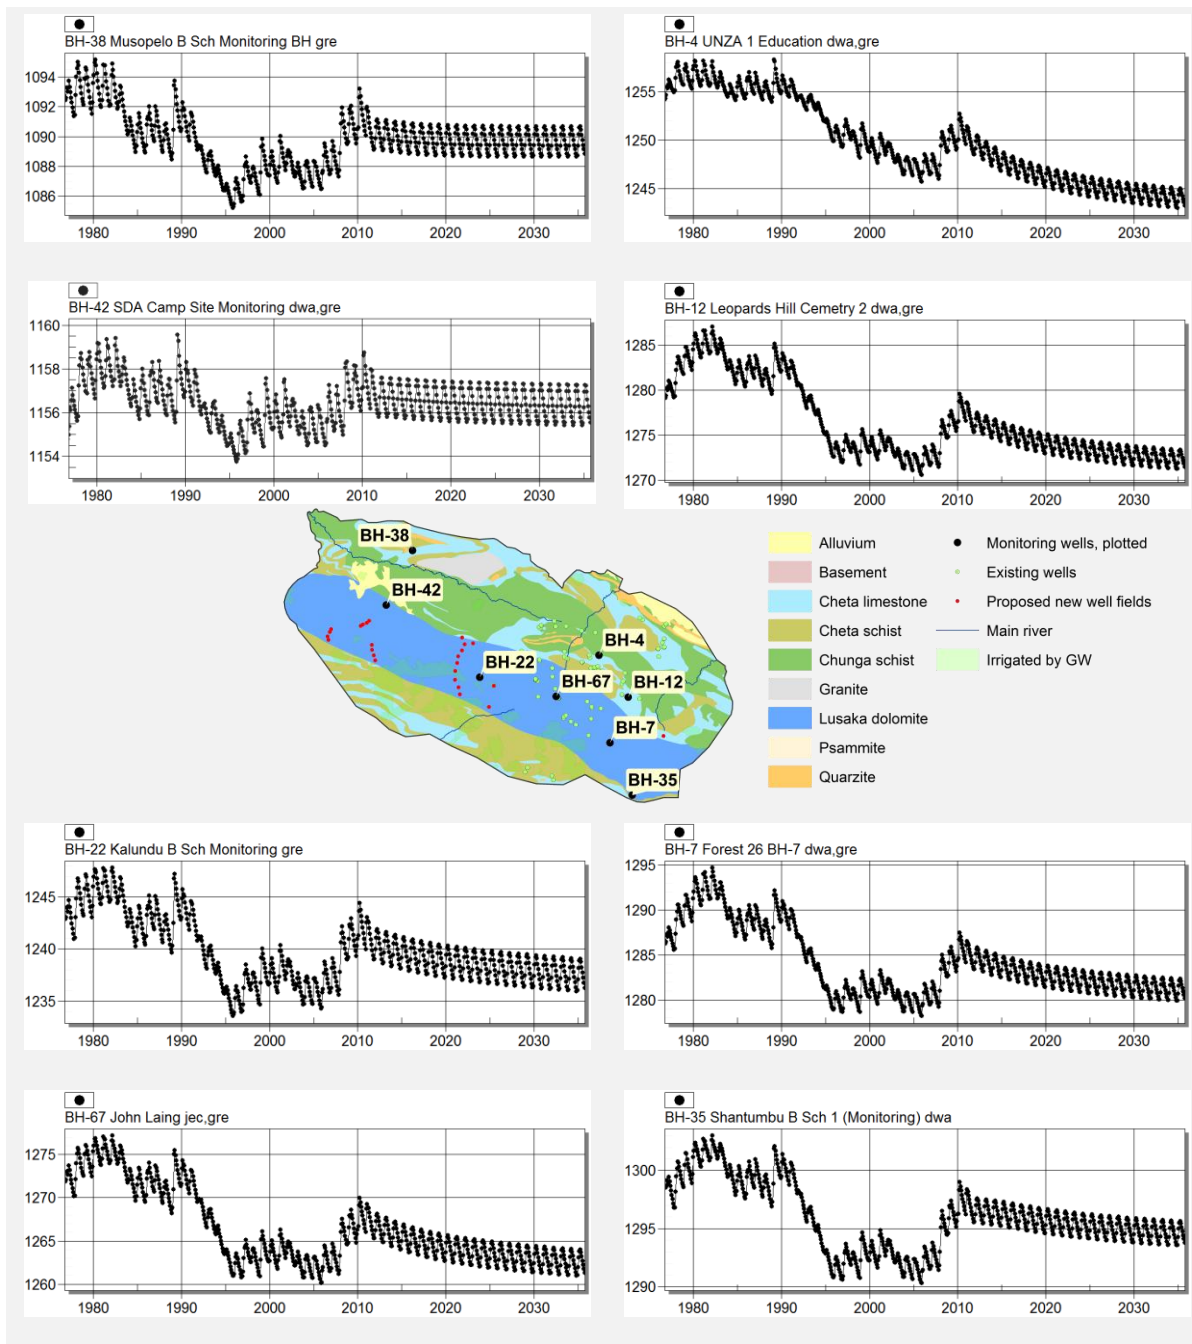 BH-38 Musopelo B Sch Monitoring BH gre
1094
1092
1090
1088
1086
1980 1990 2000 2010 2020 2030
BH-4 UNZA 1 Education dwa,gre
1255
1250
1245
1980 1990 2000 2010 2020 2030
BH-42 SDA Camp Site Monitoring dwa,gre
1160
1158
1156
1154
1980 1990 2000 2010 2020 2030
BH-12 Leopards Hill Cemetry 2 dwa,gre
1285
1280
1275
1270
1980 1990 2000 2010 2020 2030
BH-38
BH-42
BH-4
BH-22
BH-67
BH-12
BH-7
BH-35
Alluvium
Basement
Cheta limestone
Cheta schist
Chunga schist
Granite
Lusaka dolomite
Psammite
Quarzite
Monitoring wells, plotted
Existing wells
Proposed new well fields
Main river
Irrigated by GW
BH-22 Kalundu B Sch Monitoring gre
1245
1240
1235
1980 1990 2000 2010 2020 2030
BH-7 Forest 26 BH-7 dwa,gre
1295
1290
1285
1280
1980 1990 2000 2010 2020 2030
BH-67 John Laing jec,gre
1275
1270
1265
1260
1980 1990 2000 2010 2020 2030
BH-35 Shantumbu B Sch 1 (Monitoring) dwa
1300
1295
1290
1980 1990 2000 2010 2020 2030